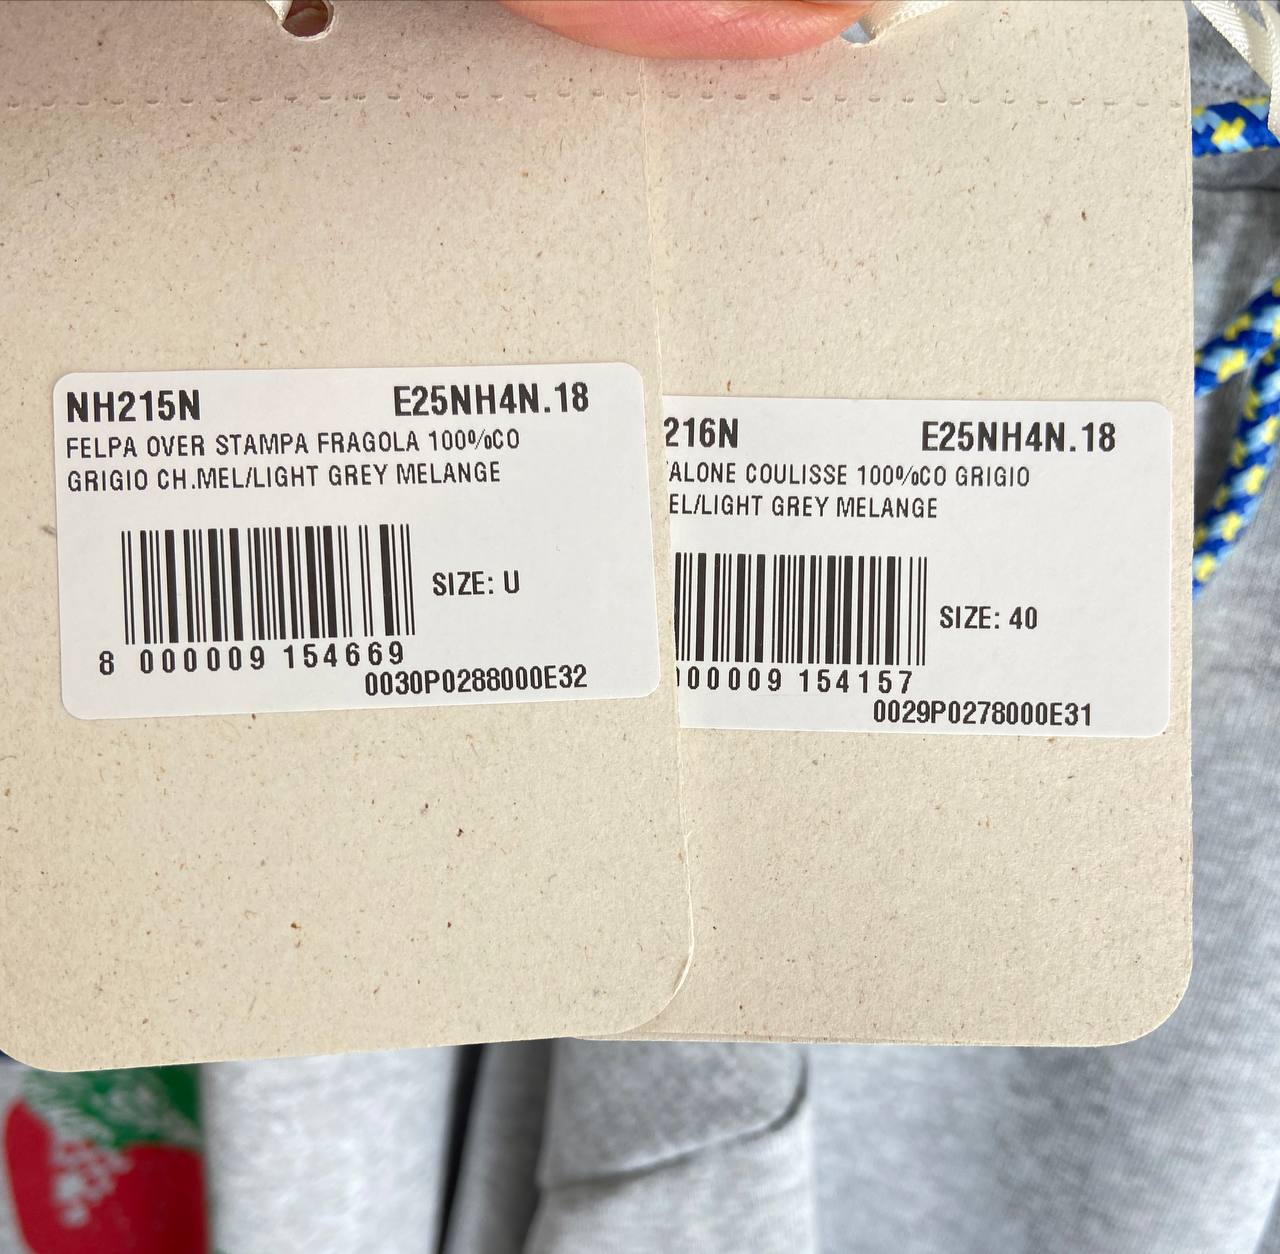 NH215N E25NH4N.18
FELPA OVER STAMPA FRAGOLA 100%CO
GRIGIO CH.MEL/LIGHT GREY MELANGE
SIZE: U
8 000009 154669
0030P0288000E32
216N E25NH4N.18
ALONE COULISSE 100%CO GRIGIO
EL/LIGHT GREY MELANGE
SIZE: 40
00009 154157
0029P0278000E31